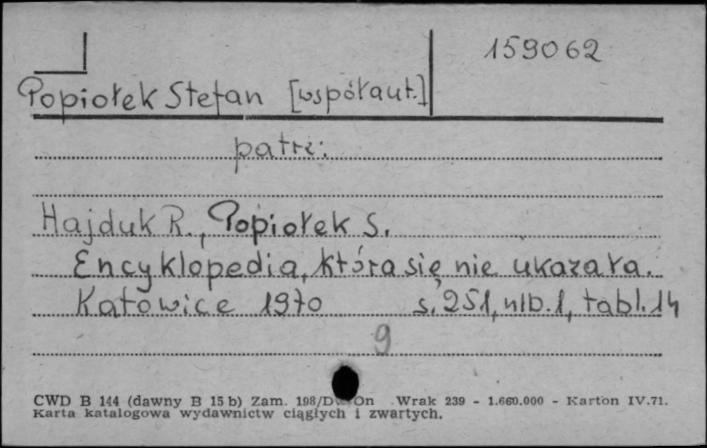 159062
Popiołek Stefan [współaut.]
patrz:
Hajduk R., Popiołek S.
Encyklopedia, która się nie ukazała.
Katowice 1970 s. 251, nlb. 1, tabl. 14
9
CWD B 144 (dawny B 15 b) Zam. 198/D On Wrak 239 - 1.660.000 - Karton IV.71.
Karta katalogowa wydawnictw ciągłych i zwartych.